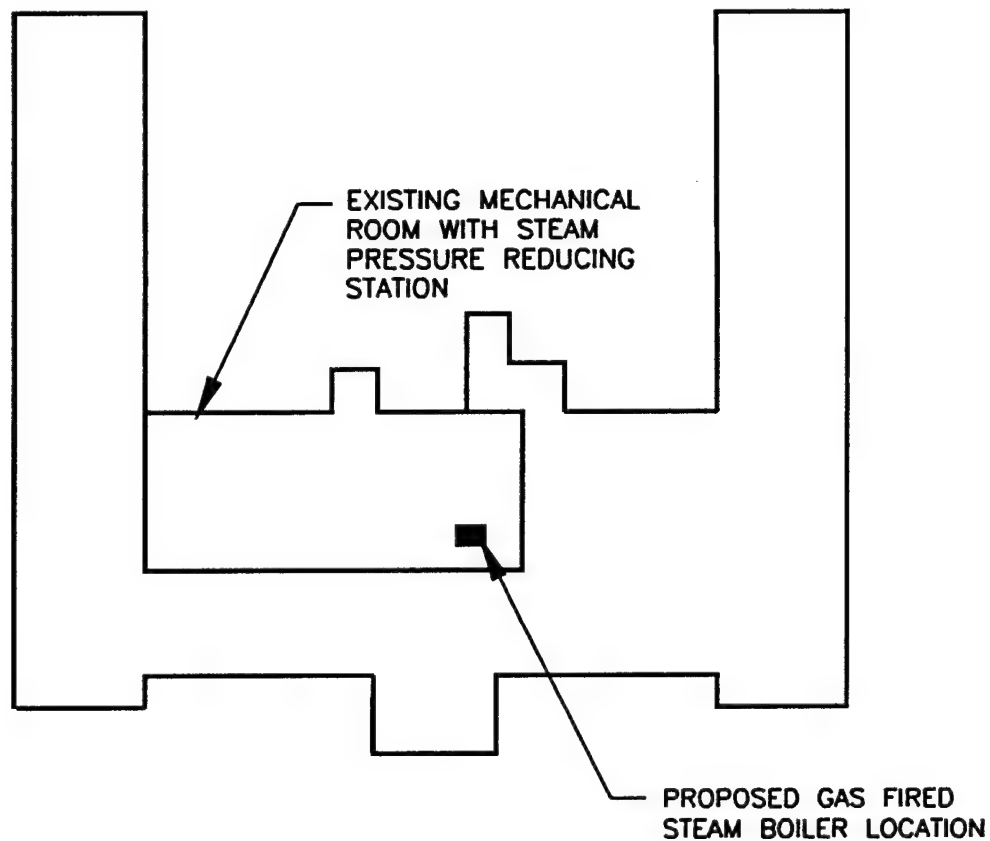 EXISTING MECHANICAL
ROOM WITH STEAM
PRESSURE REDUCING
STATION
PROPOSED GAS FIRED
STEAM BOILER LOCATION